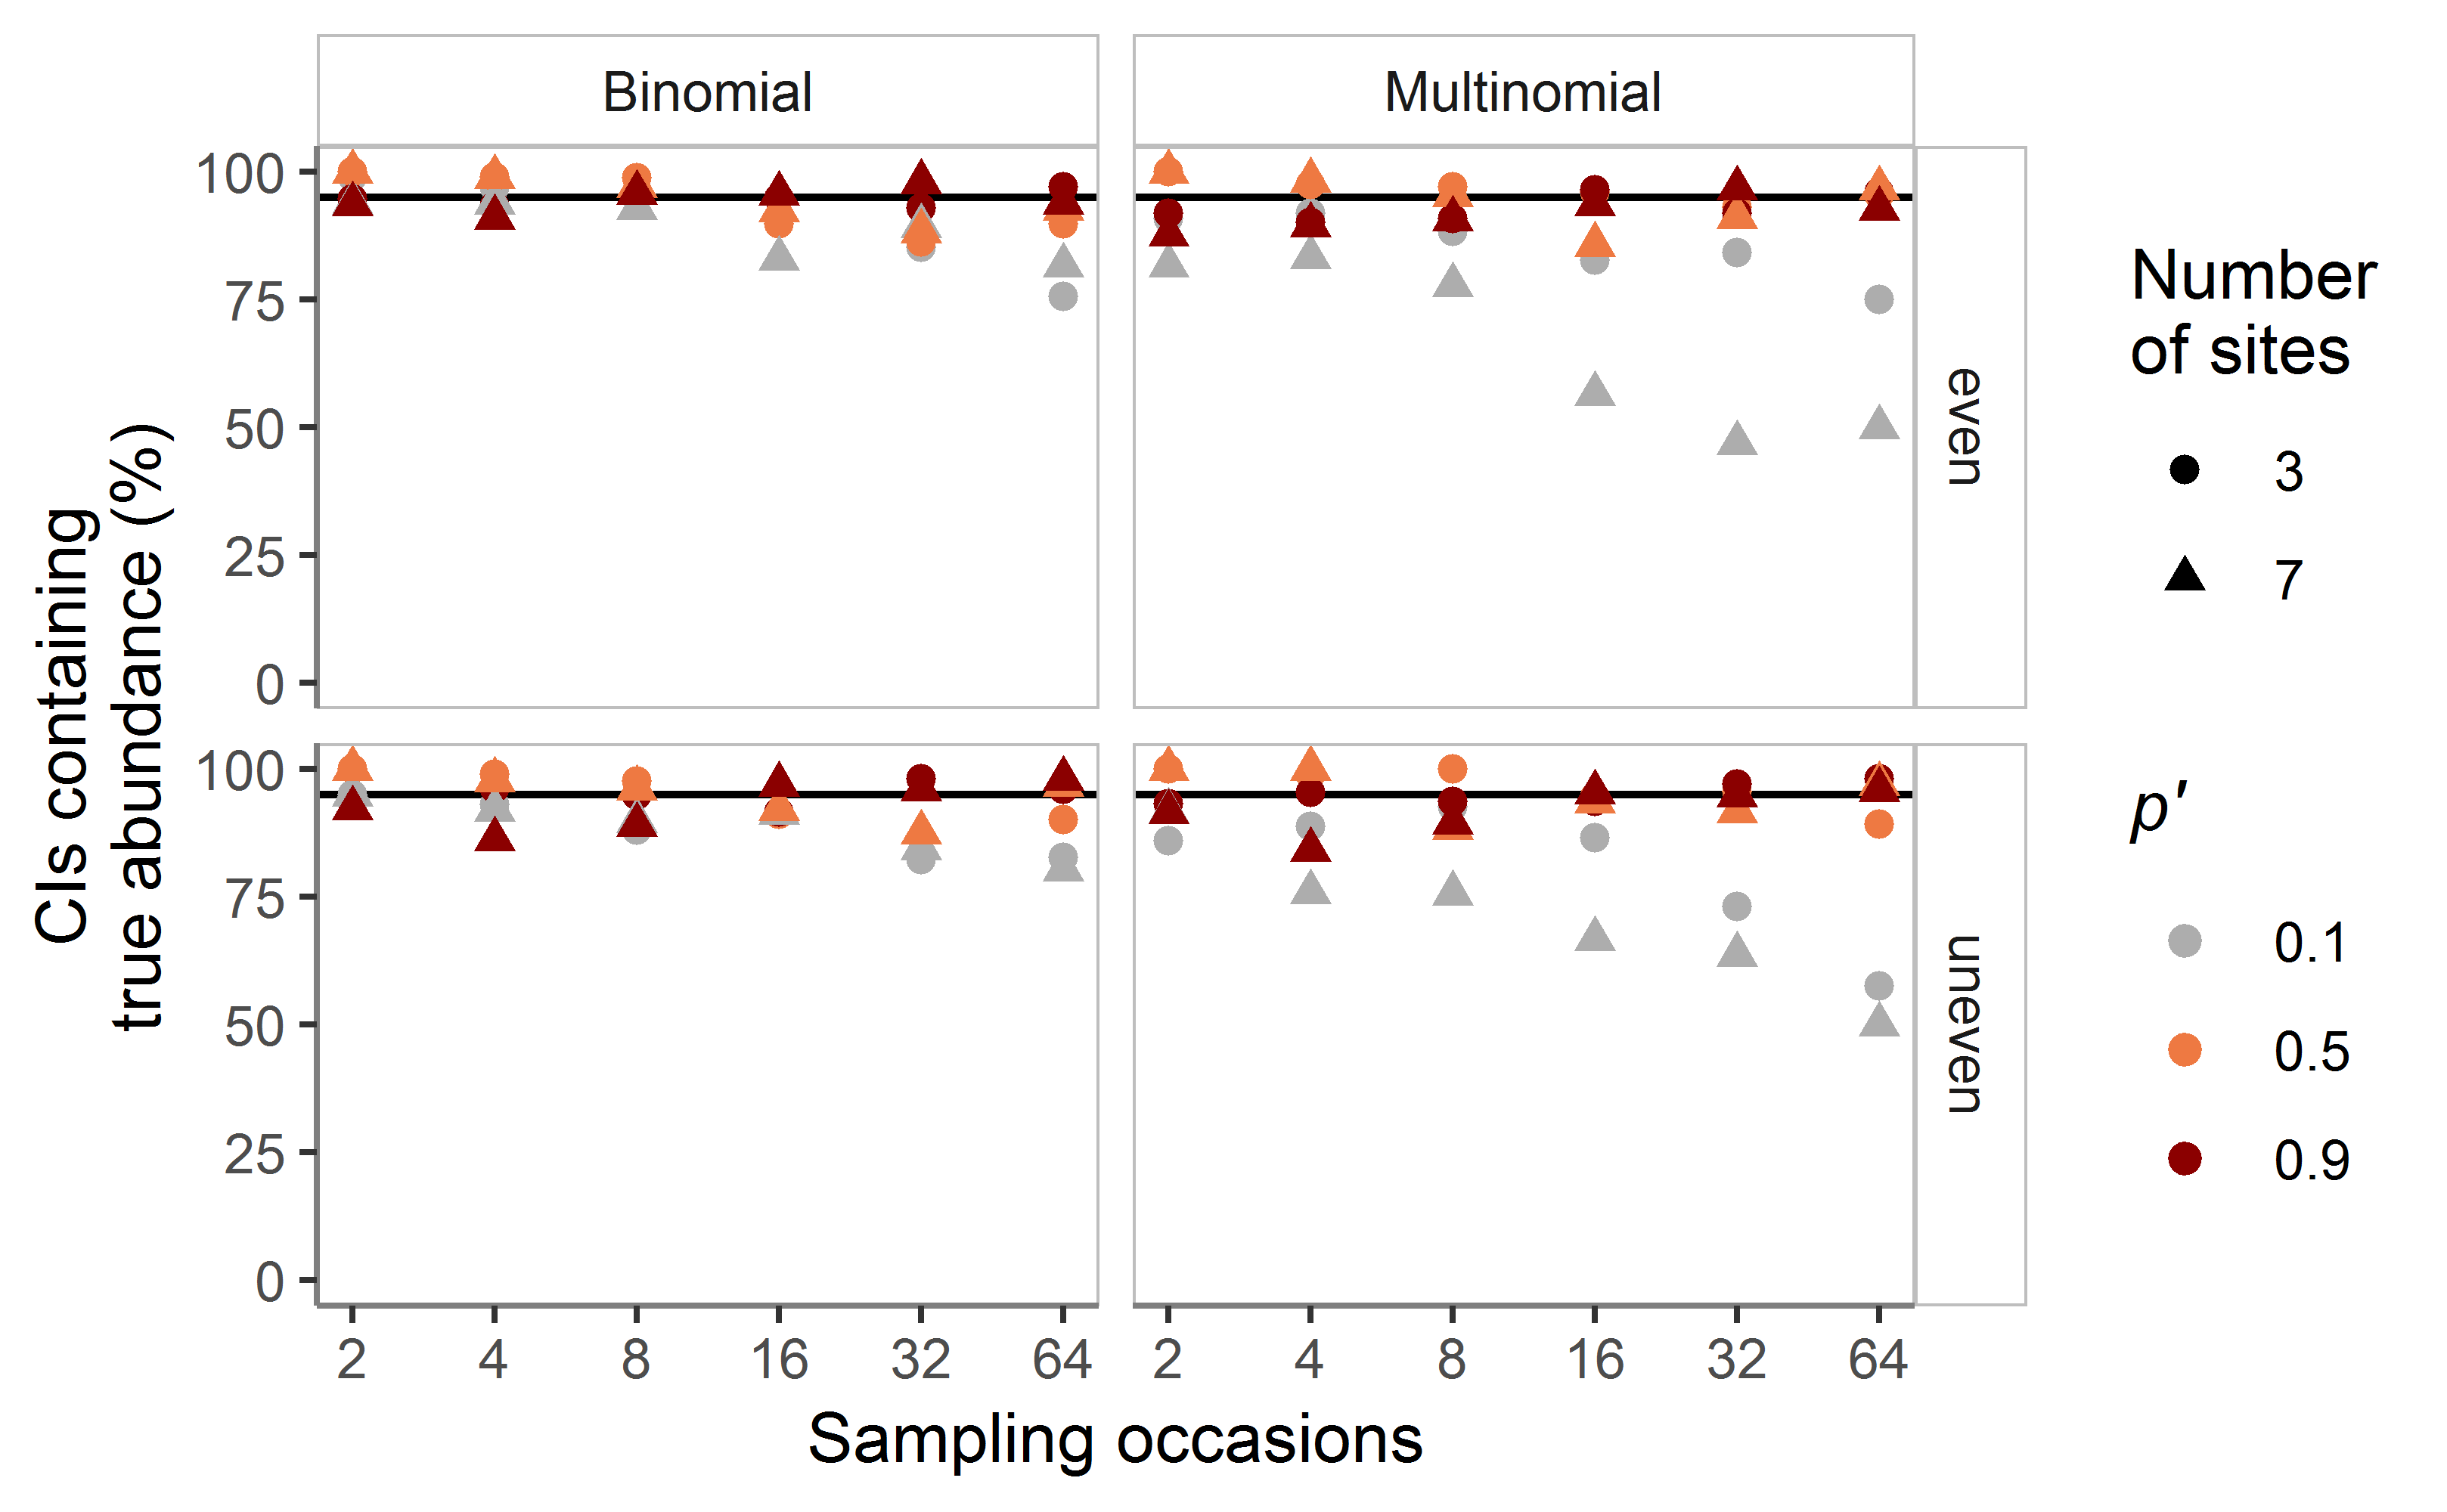 Binomial
Multinomial
100
75
50
25
0
even
100
75
50
25
0
uneven
2 4 8 16 32 64
2 4 8 16 32 64
Sampling occasions
CIs containing
true abundance (%)
Number
of sites
3
7
p'
0.1
0.5
0.9